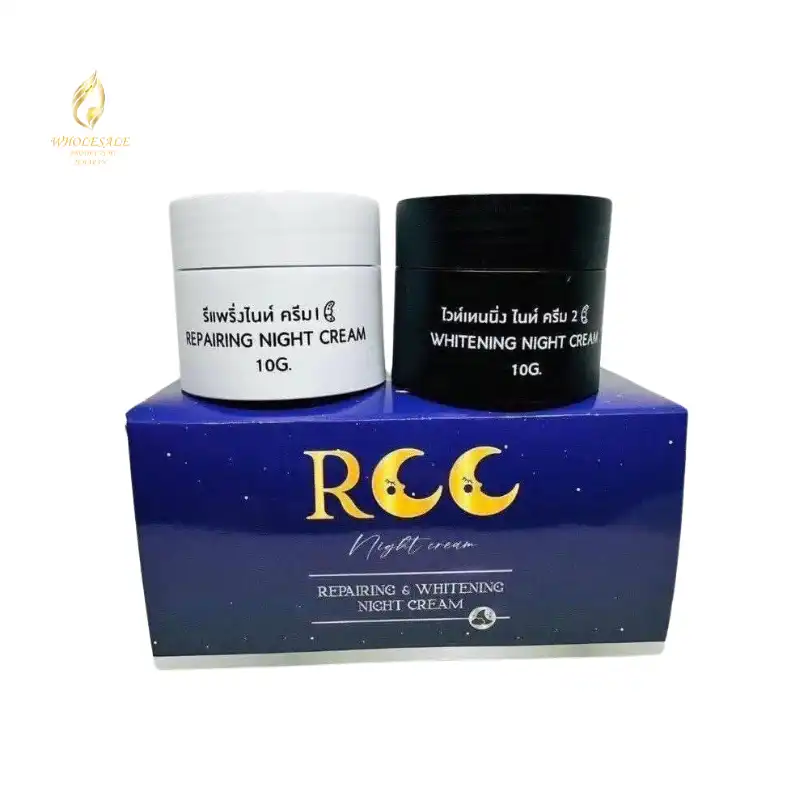 WHOLESALE
รีแพริ่งไนท์ ครีม1
REPAIRING NIGHT CREAM
10G.
ไวท์เทนนิ่ง ไนท์ ครีม 2
WHITENING NIGHT CREAM
10G.
RCC
Night cream
REPAIRING & WHITENING
NIGHT CREAM